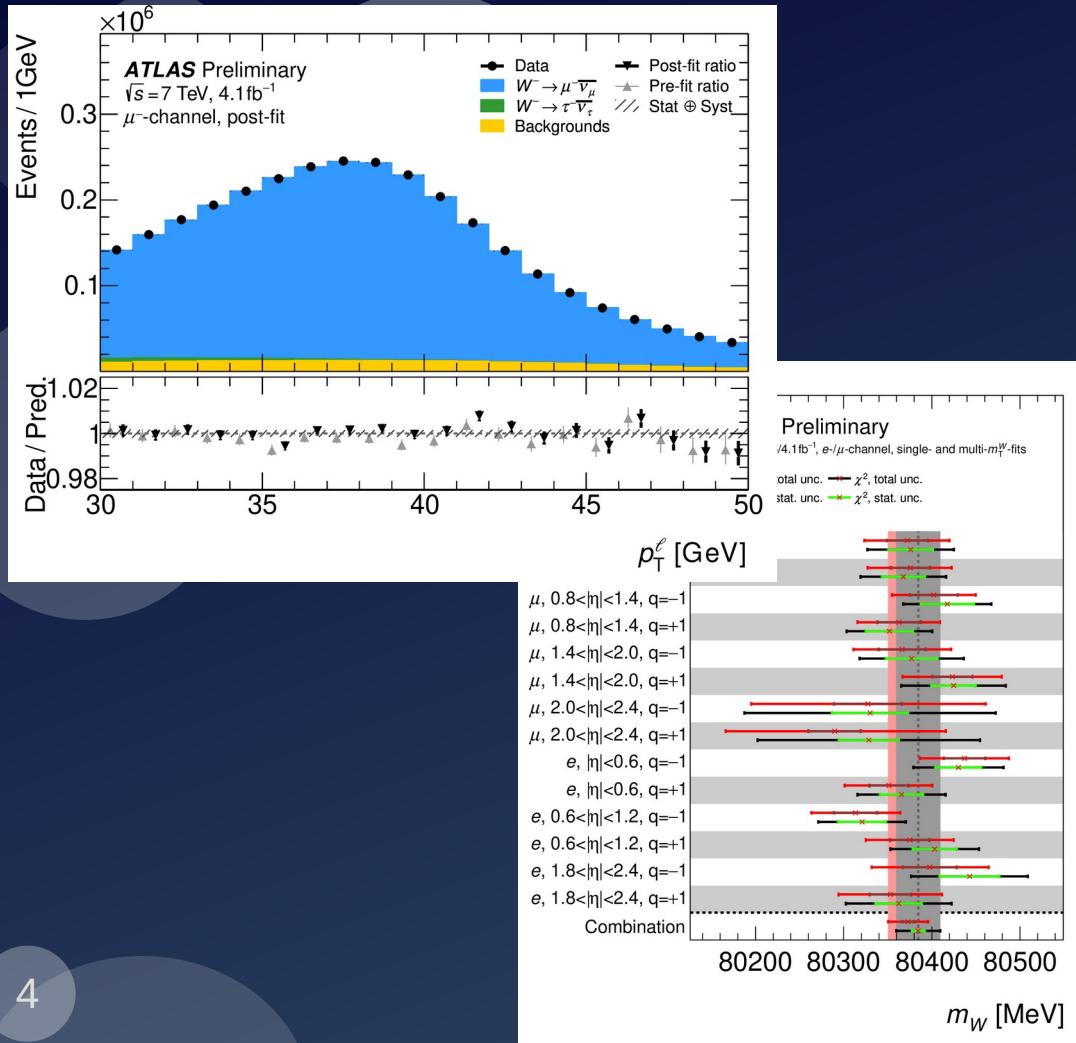 ×10⁶
Events / 1GeV
ATLAS Preliminary
√s = 7 TeV, 4.1fb⁻¹
μ⁻-channel, post-fit
Data
W⁻→ μ⁻ν̅_μ
W⁻→ τ⁻ν̅_τ
Backgrounds
Post-fit ratio
Pre-fit ratio
Stat ⊕ Syst
0.3
0.2
0.1
Data / Pred.
1.02
1
0.98
30 35 40 45 50
p_T^ℓ [GeV]
Preliminary
/4.1fb⁻¹, e-/μ-channel, single- and multi-m_T^W-fits
total unc. χ², total unc.
stat. unc. χ², stat. unc.
μ, 0.8<|η|<1.4, q=−1
μ, 0.8<|η|<1.4, q=+1
μ, 1.4<|η|<2.0, q=−1
μ, 1.4<|η|<2.0, q=+1
μ, 2.0<|η|<2.4, q=−1
μ, 2.0<|η|<2.4, q=+1
e, |η|<0.6, q=−1
e, |η|<0.6, q=+1
e, 0.6<|η|<1.2, q=−1
e, 0.6<|η|<1.2, q=+1
e, 1.8<|η|<2.4, q=−1
e, 1.8<|η|<2.4, q=+1
Combination
80200 80300 80400 80500
m_W [MeV]
4